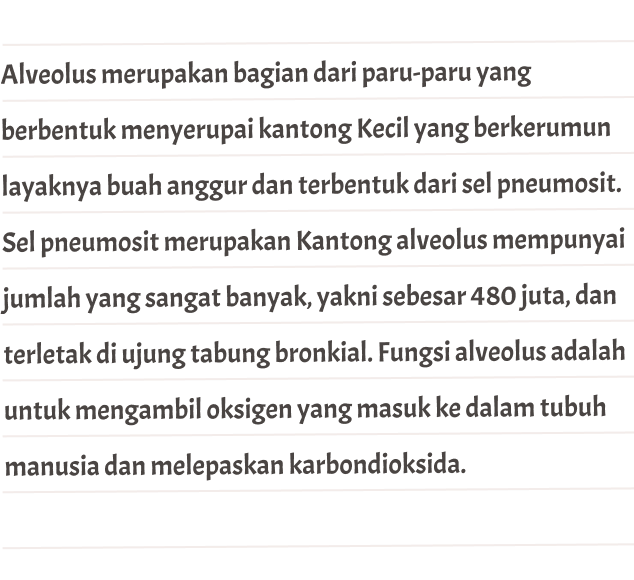 Alveolus merupakan bagian dari paru-paru yang
berbentuk menyerupai kantong Kecil yang berkerumun
layaknya buah anggur dan terbentuk dari sel pneumosit.
Sel pneumosit merupakan Kantong alveolus mempunyai
jumlah yang sangat banyak, yakni sebesar 480 juta, dan
terletak di ujung tabung bronkial. Fungsi alveolus adalah
untuk mengambil oksigen yang masuk ke dalam tubuh
manusia dan melepaskan karbondioksida.